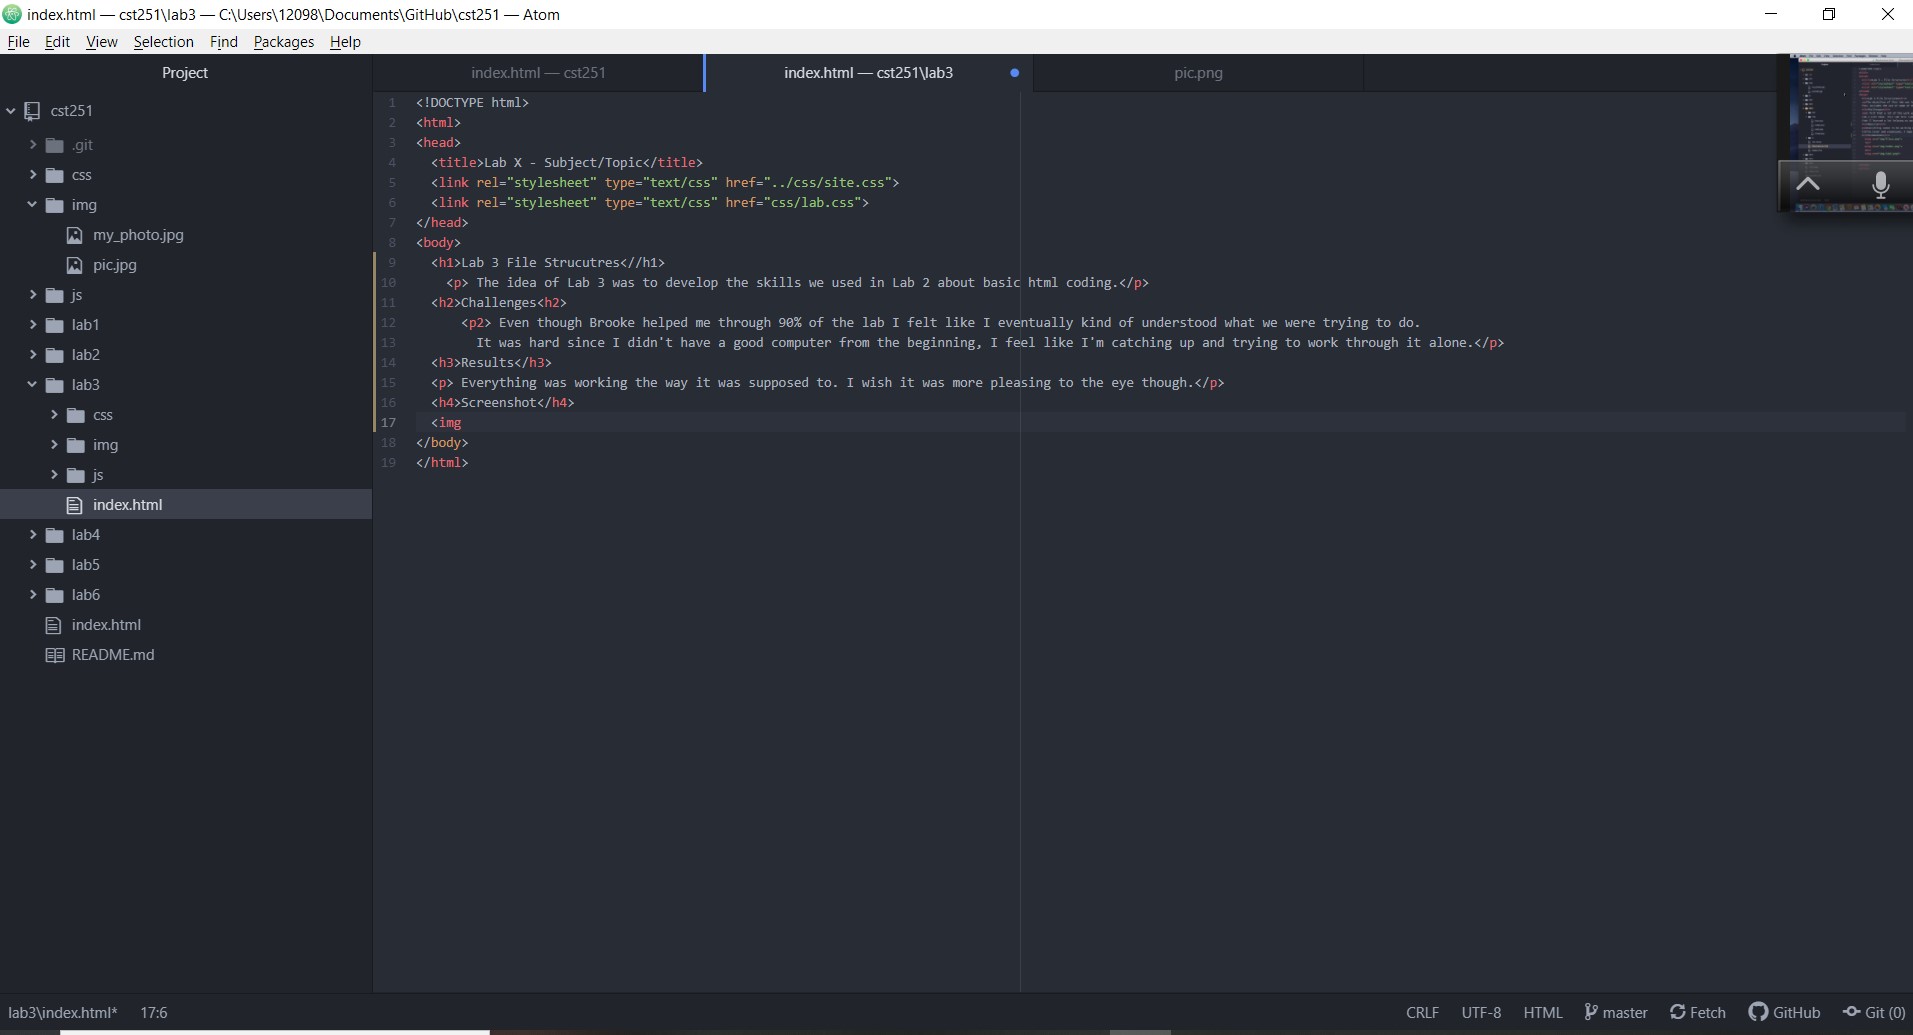 index.html — cst251\lab3 — C:\Users\12098\Documents\GitHub\cst251 — Atom
File Edit View Selection Find Packages Help
Project
index.html — cst251
index.html — cst251\lab3
pic.png
cst251
.git
css
img
my_photo.jpg
pic.jpg
js
lab1
lab2
lab3
css
img
js
index.html
lab4
lab5
lab6
index.html
README.md
1 <!DOCTYPE html>
2 <html>
3 <head>
4 <title>Lab X - Subject/Topic</title>
5 <link rel="stylesheet" type="text/css" href="../css/site.css">
6 <link rel="stylesheet" type="text/css" href="css/lab.css">
7 </head>
8 <body>
9 <h1>Lab 3 File Strucutres<//h1>
10 <p> The idea of Lab 3 was to develop the skills we used in Lab 2 about basic html coding.</p>
11 <h2>Challenges<h2>
12 <p2> Even though Brooke helped me through 90% of the lab I felt like I eventually kind of understood what we were trying to do.
13 It was hard since I didn't have a good computer from the beginning, I feel like I'm catching up and trying to work through it alone.</p>
14 <h3>Results</h3>
15 <p> Everything was working the way it was supposed to. I wish it was more pleasing to the eye though.</p>
16 <h4>Screenshot</h4>
17 <img
18 </body>
19 </html>
lab3\index.html* 17:6 CRLF UTF-8 HTML master Fetch GitHub Git (0)